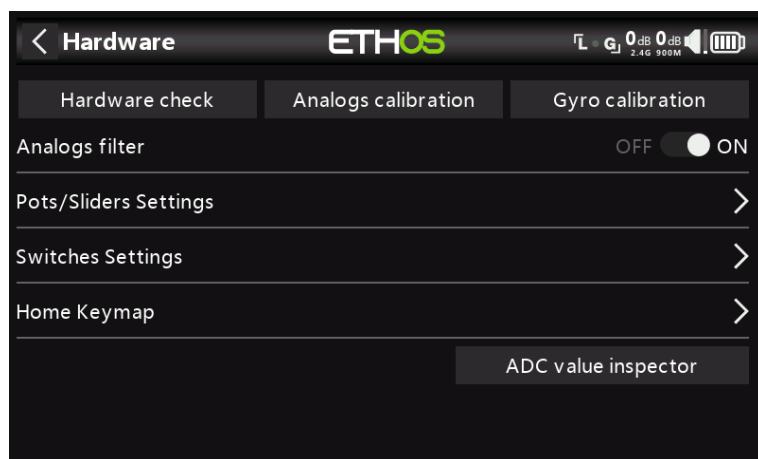 Hardware ETHOS L G 0dB 0dB
2.4G 900M
Hardware check Analogs calibration Gyro calibration
Analogs filter OFF ON
Pots/Sliders Settings
Switches Settings
Home Keymap
ADC value inspector